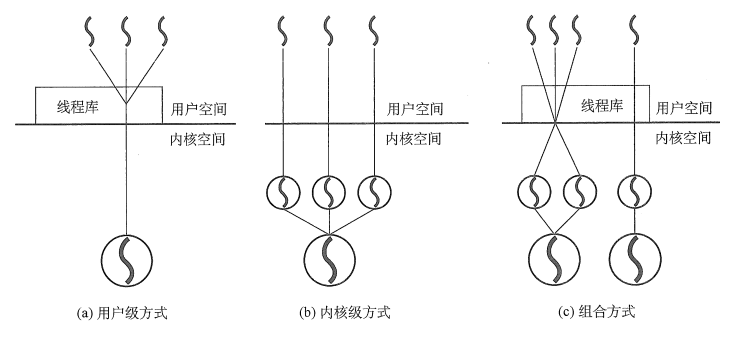 线程库
用户空间
内核空间
用户空间
内核空间
线程库
用户空间
内核空间
(a) 用户级方式
(b) 内核级方式
(c) 组合方式